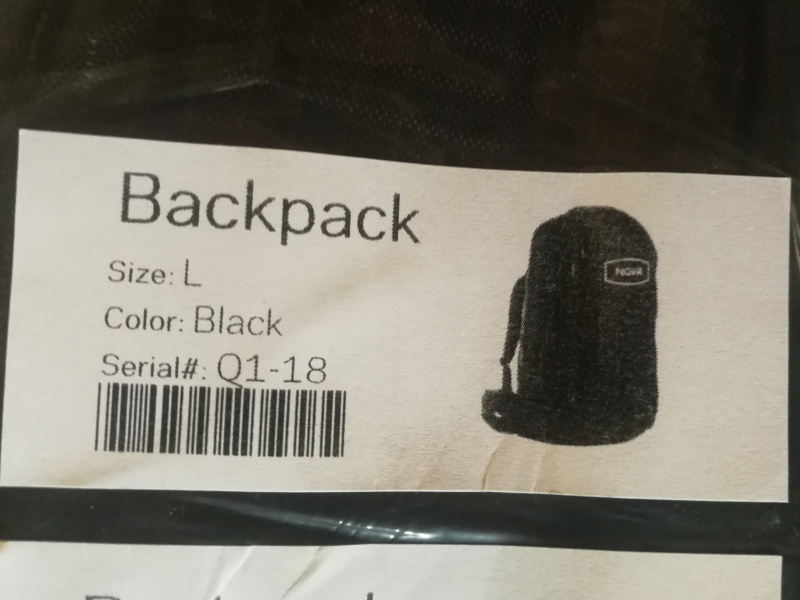 Backpack
Size: L
Color: Black
Serial#: Q1-18
NOVA